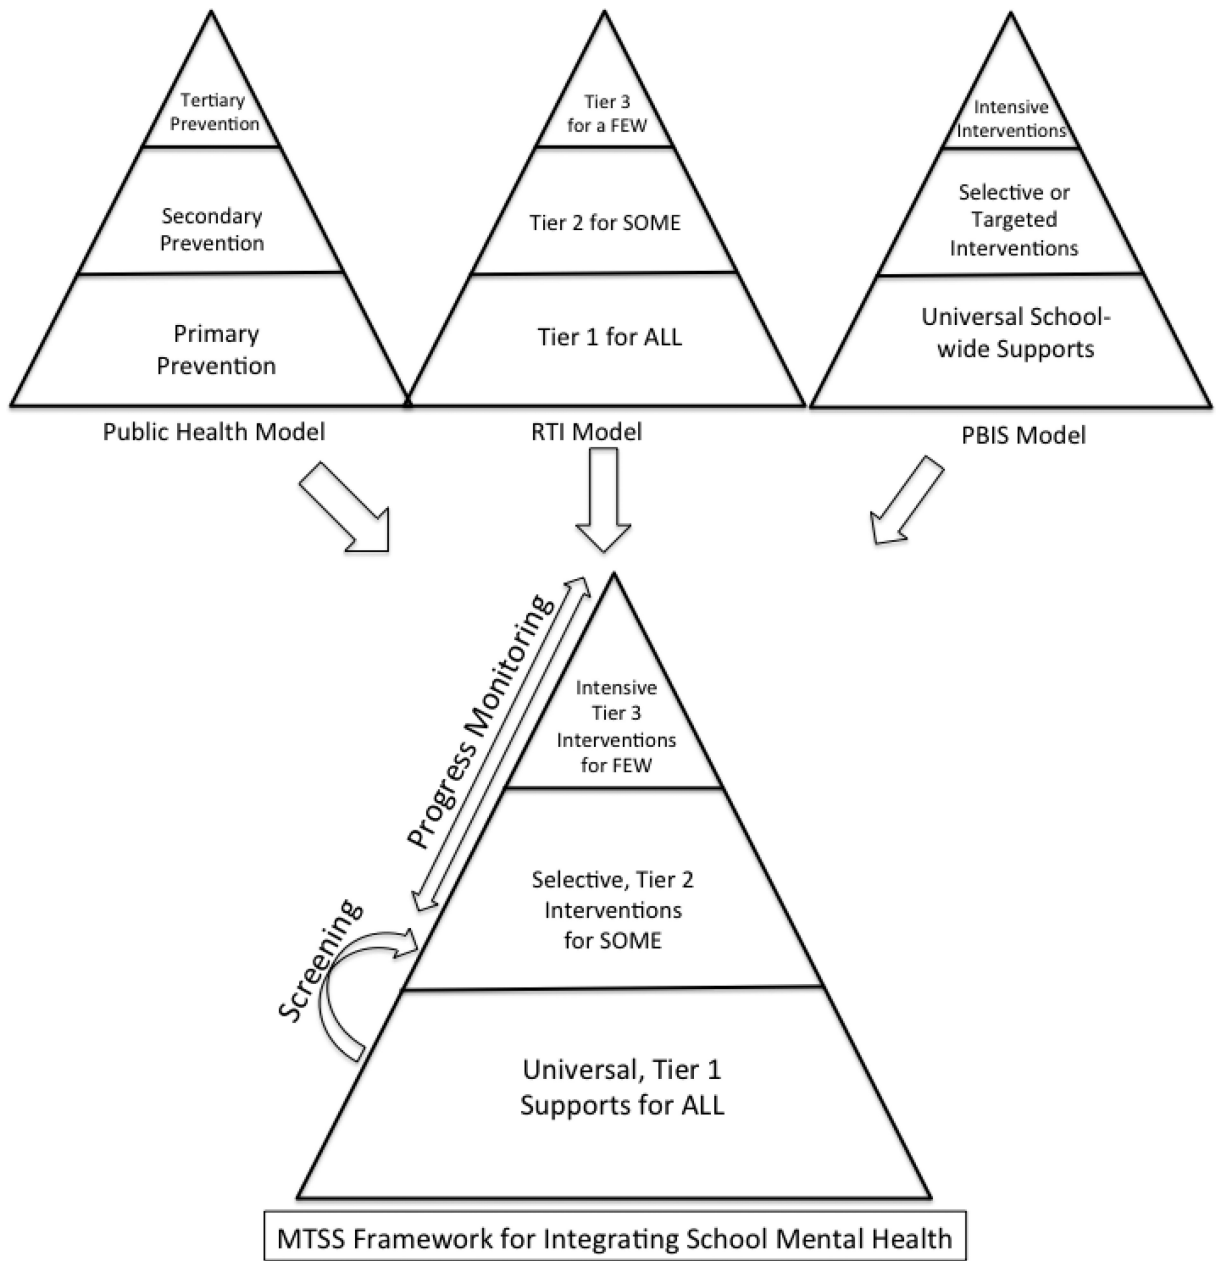 Tertiary
Prevention
Secondary
Prevention
Primary
Prevention
Public Health Model
Tier 3
for a FEW
Tier 2 for SOME
Tier 1 for ALL
RTI Model
Intensive
Interventions
Selective or
Targeted
Interventions
Universal School-
wide Supports
PBIS Model
Progress Monitoring
Screening
Intensive
Tier 3
Interventions
for FEW
Selective, Tier 2
Interventions
for SOME
Universal, Tier 1
Supports for ALL
MTSS Framework for Integrating School Mental Health